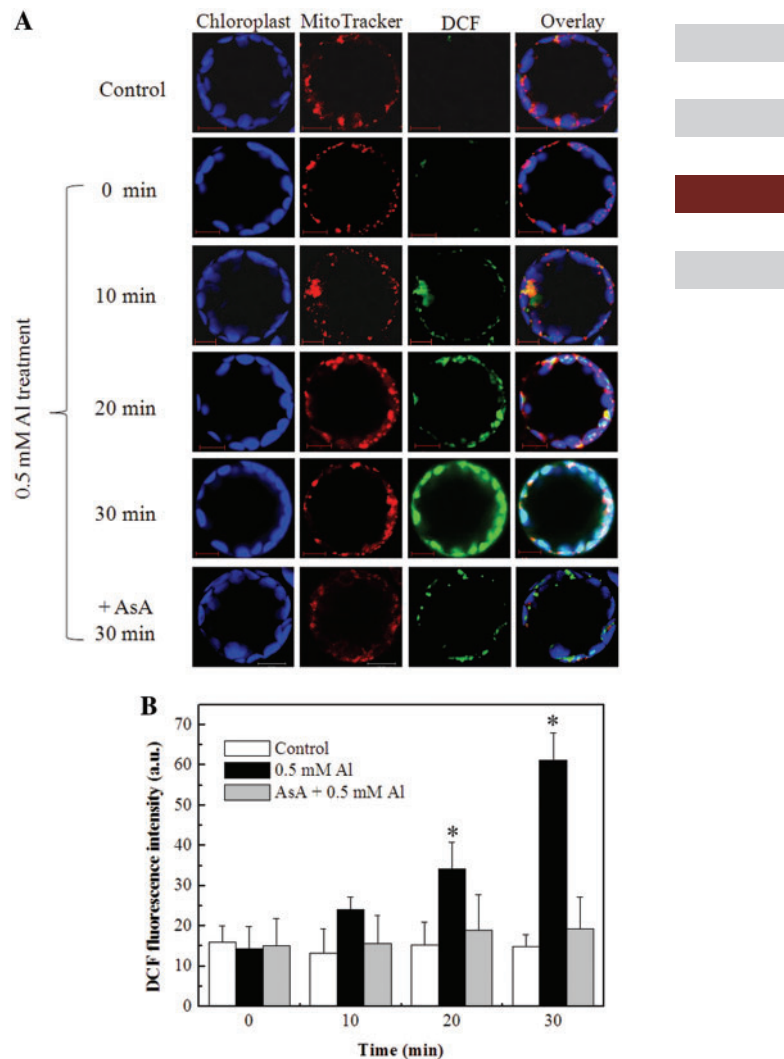 A
Chloroplast MitoTracker DCF Overlay
Control
0.5 mM Al treatment
0 min
10 min
20 min
30 min
+ AsA
30 min
B
DCF fluorescence intensity (a.u.)
70
60
50
40
30
20
10
0
Control
0.5 mM Al
AsA + 0.5 mM Al
*
*
0 10 20 30
Time (min)